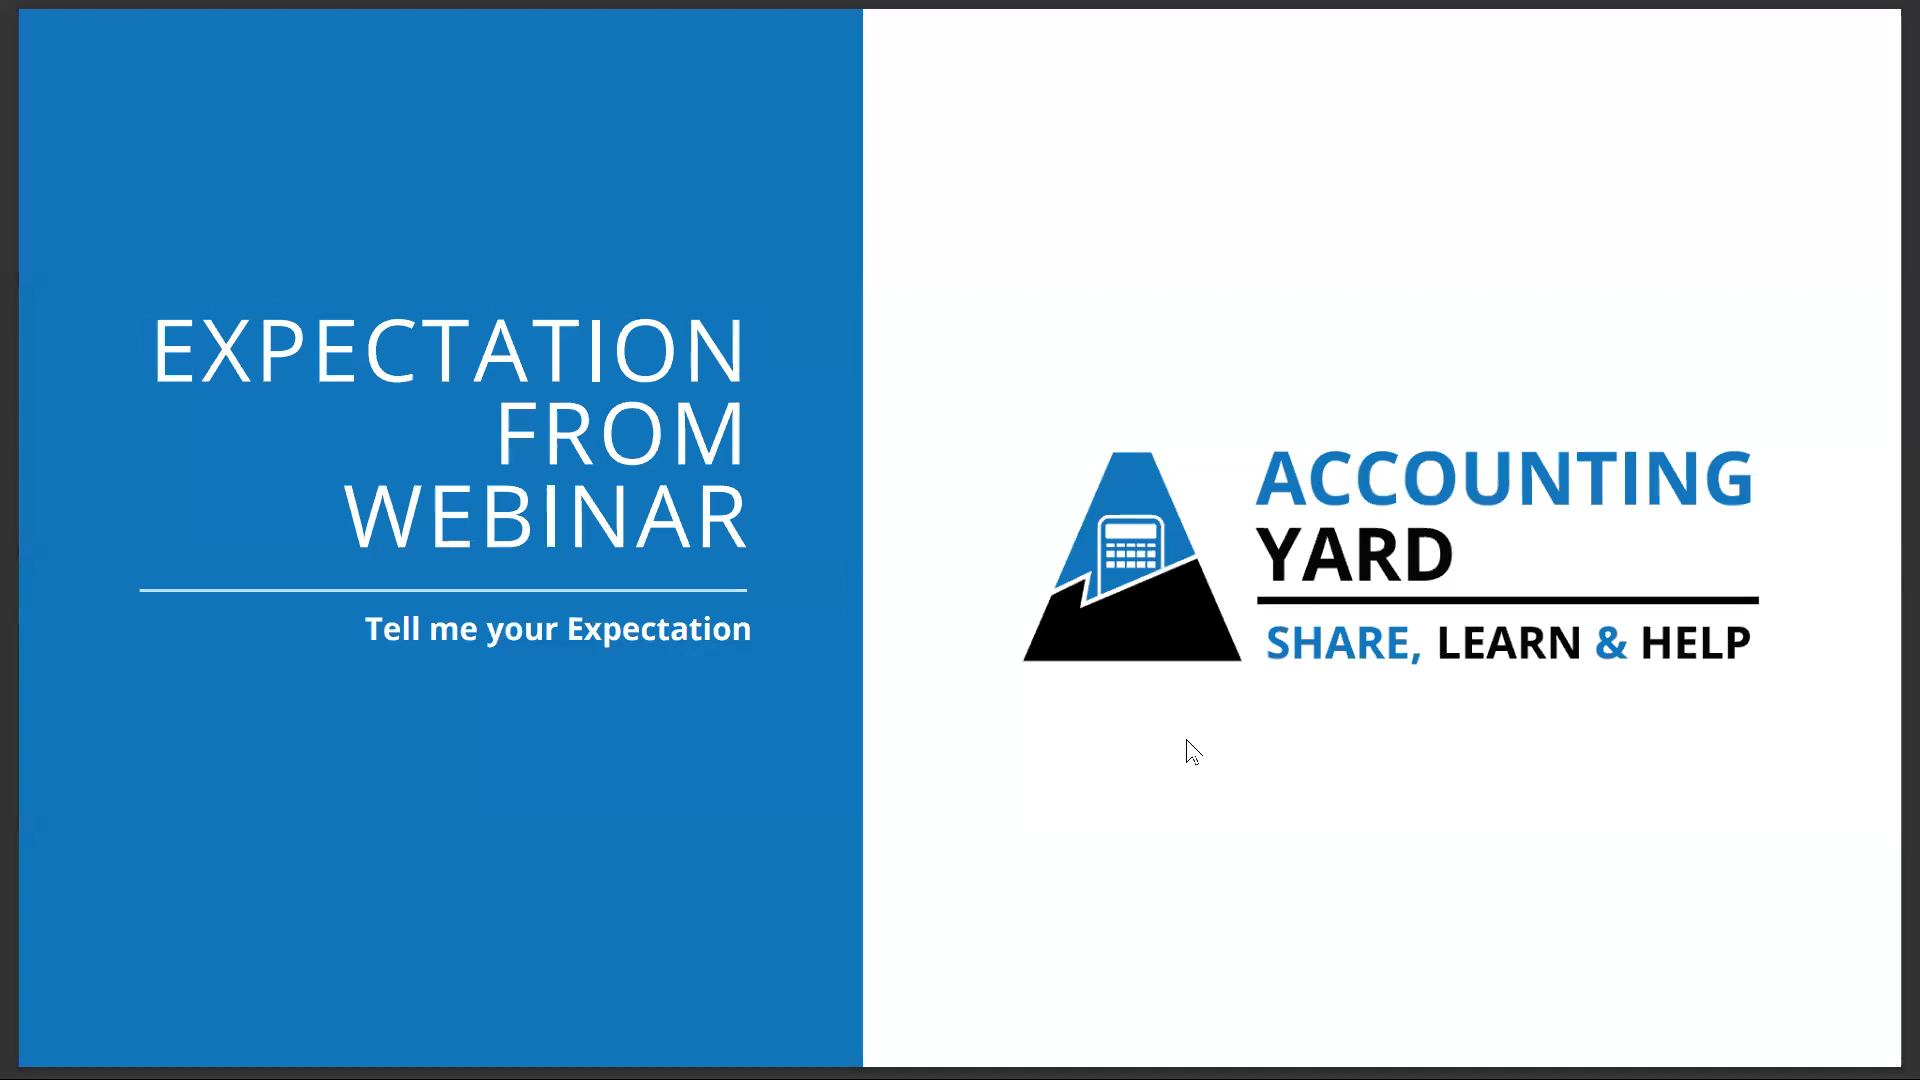 EXPECTATION
FROM
WEBINAR
Tell me your Expectation
ACCOUNTING
YARD
SHARE, LEARN & HELP